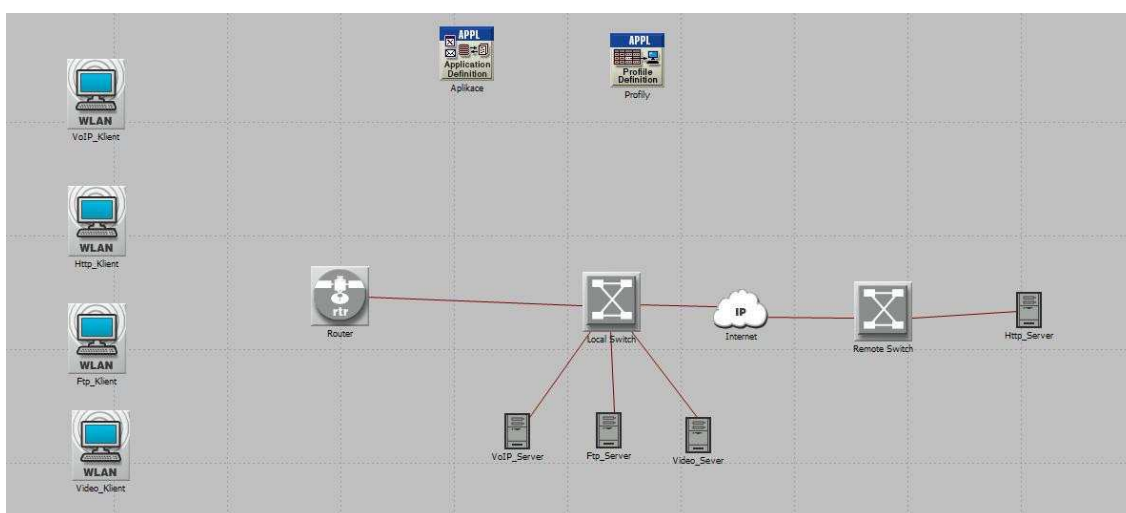 APPL
Application
Definition
Aplikace
APPL
Profile
Definition
Profily
WLAN
VoIP_Klient
WLAN
Http_Klient
rtr
Router
Local Switch
IP
Internet
Remote Switch
Http_Server
WLAN
Ftp_Klient
VoIP_Server
Ftp_Server
Video_Sever
WLAN
Video_Klient